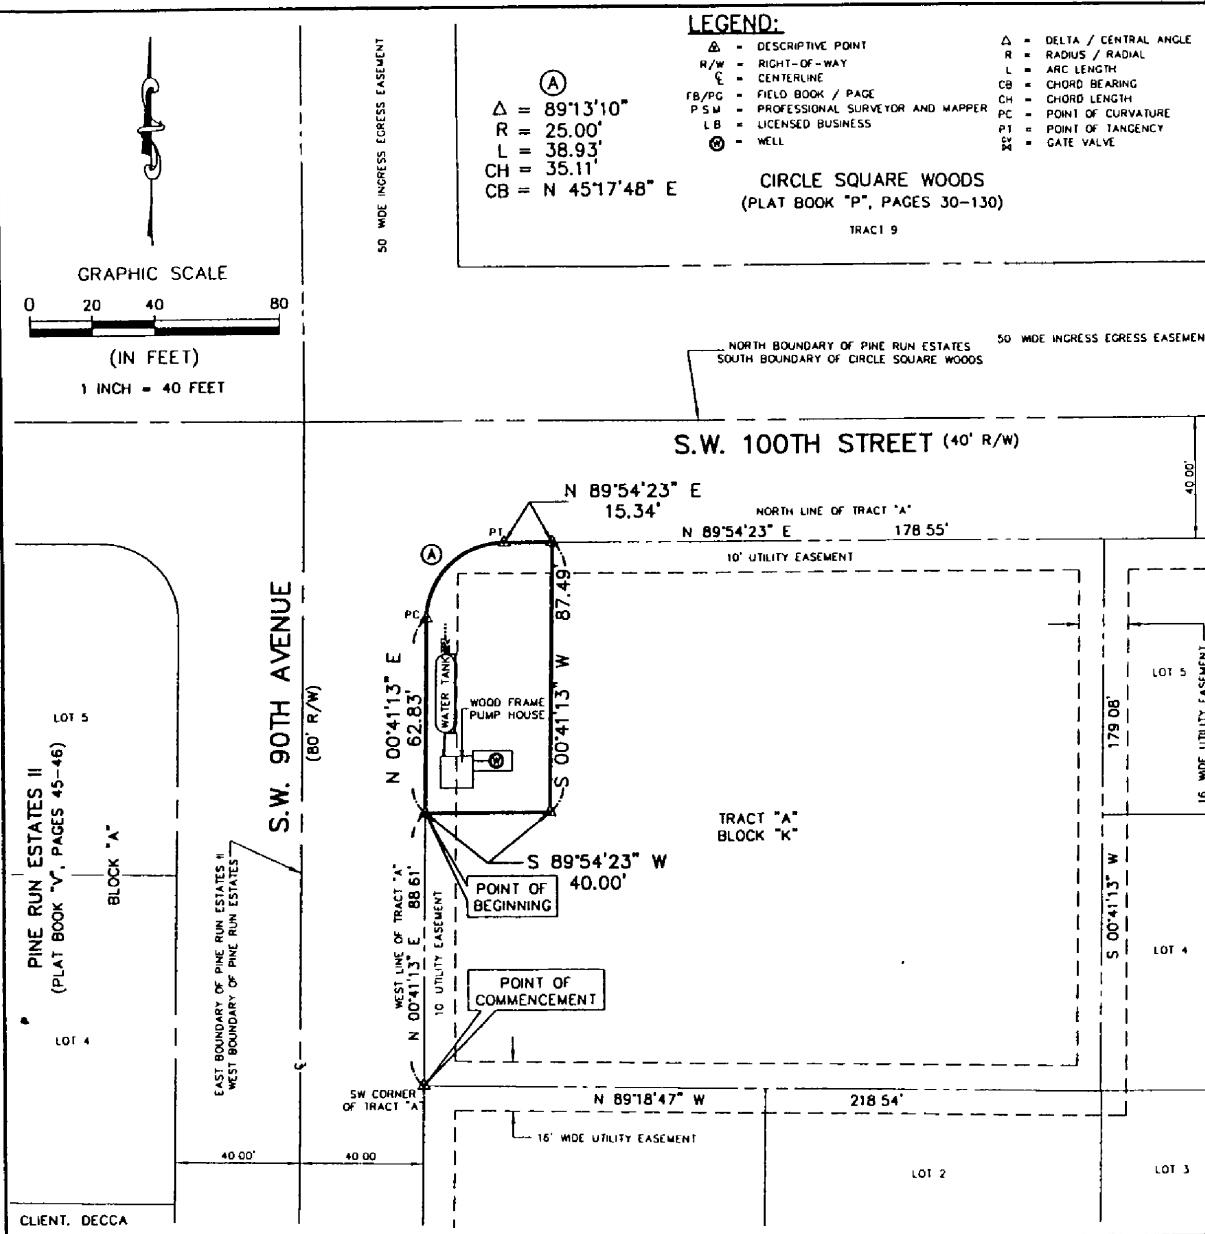 LEGEND:
= DESCRIPTIVE POINT
R/W = RIGHT-OF-WAY
℄ = CENTERLINE
FB/PG = FIELD BOOK / PAGE
P S M = PROFESSIONAL SURVEYOR AND MAPPER
L B = LICENSED BUSINESS
W = WELL
Δ = DELTA / CENTRAL ANGLE
R = RADIUS / RADIAL
L = ARC LENGTH
CB = CHORD BEARING
CH = CHORD LENGTH
PC = POINT OF CURVATURE
PT = POINT OF TANGENCY
GV = GATE VALVE
A
Δ = 89°13'10"
R = 25.00'
L = 38.93'
CH = 35.11'
CB = N 45°17'48" E
50 WIDE INGRESS EGRESS EASEMENT
CIRCLE SQUARE WOODS
(PLAT BOOK "P", PAGES 30-130)
TRACT 9
GRAPHIC SCALE
0 20 40 80
(IN FEET)
1 INCH = 40 FEET
NORTH BOUNDARY OF PINE RUN ESTATES
SOUTH BOUNDARY OF CIRCLE SQUARE WOODS
50 WIDE INGRESS EGRESS EASEMEN
S.W. 100TH STREET (40' R/W)
40 00'
N 89°54'23" E
15.34'
NORTH LINE OF TRACT "A"
N 89°54'23" E 178 55'
10' UTILITY EASEMENT
PT
A
PC
87.49'
S 00°41'13" W
N 00°41'13" E
62.83'
WATER TANK
WOOD FRAME
PUMP HOUSE
W
S.W. 90TH AVENUE
(80' R/W)
LOT 5
PINE RUN ESTATES II
(PLAT BOOK "V", PAGES 45-46)
BLOCK "A"
LOT 4
EAST BOUNDARY OF PINE RUN ESTATES II
WEST BOUNDARY OF PINE RUN ESTATES
℄
TRACT "A"
BLOCK "K"
S 89°54'23" W
40.00'
POINT OF
BEGINNING
WEST LINE OF TRACT "A"
N 00°41'13" E 88 61'
10 UTILITY EASEMENT
POINT OF
COMMENCEMENT
SW CORNER
OF TRACT "A"
N 89°18'47" W 218 54'
16' WIDE UTILITY EASEMENT
179 08'
S 00°41'13" W
LOT 5
16 WIDE UTILITY EASEMENT
LOT 4
LOT 3
LOT 2
40 00'
40 00
CLIENT. DECCA